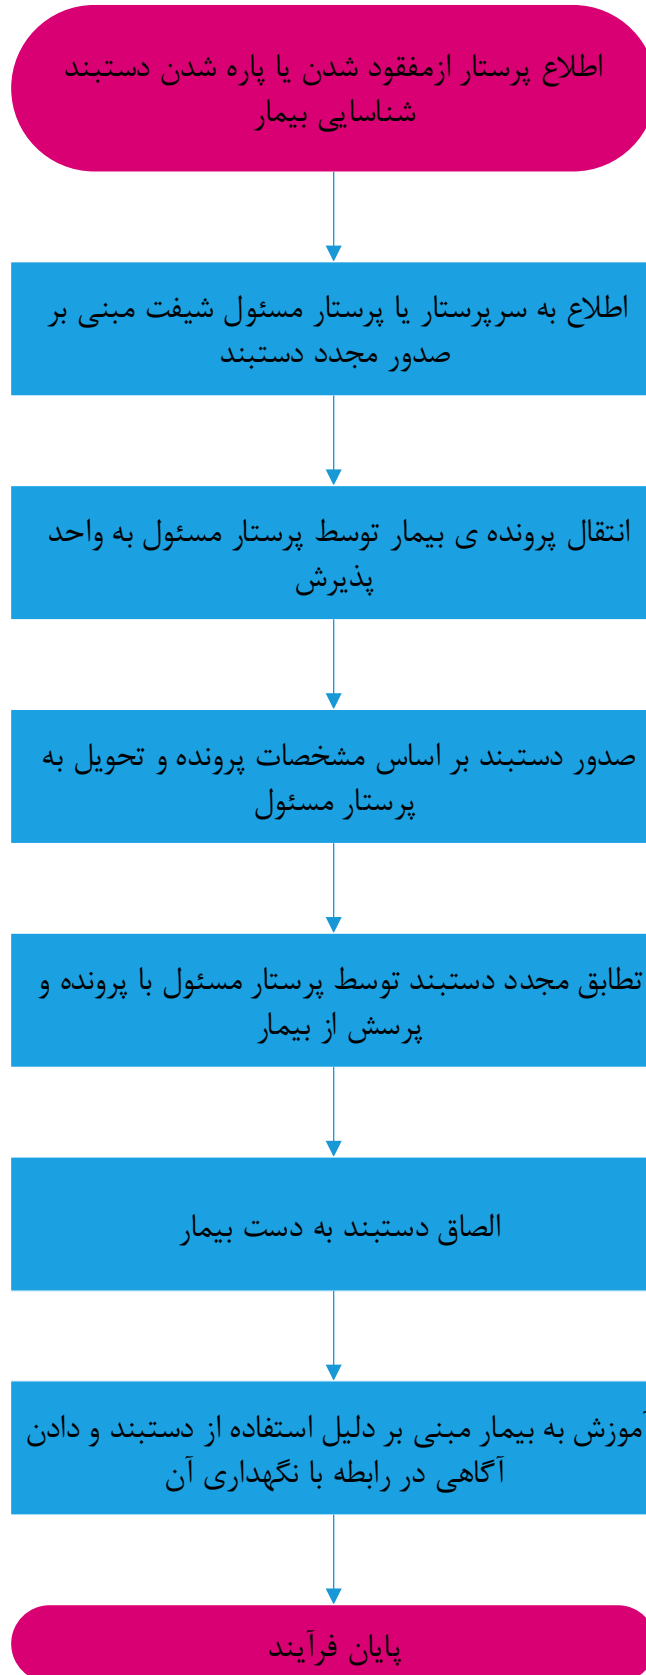 اطلاع پرستار ازمفقود شدن یا پاره شدن دستبند
شناسایی بیمار
اطلاع به سرپرستار یا پرستار مسئول شیفت مبنی بر
صدور مجدد دستبند
انتقال پرونده ی بیمار توسط پرستار مسئول به واحد
پذیرش
صدور دستبند بر اساس مشخصات پرونده و تحویل به
پرستار مسئول
تطابق مجدد دستبند توسط پرستار مسئول با پرونده و
پرسش از بیمار
الصاق دستبند به دست بیمار
آموزش به بیمار مبنی بر دلیل استفاده از دستبند و دادن
آگاهی در رابطه با نگهداری آن
پایان فرآیند